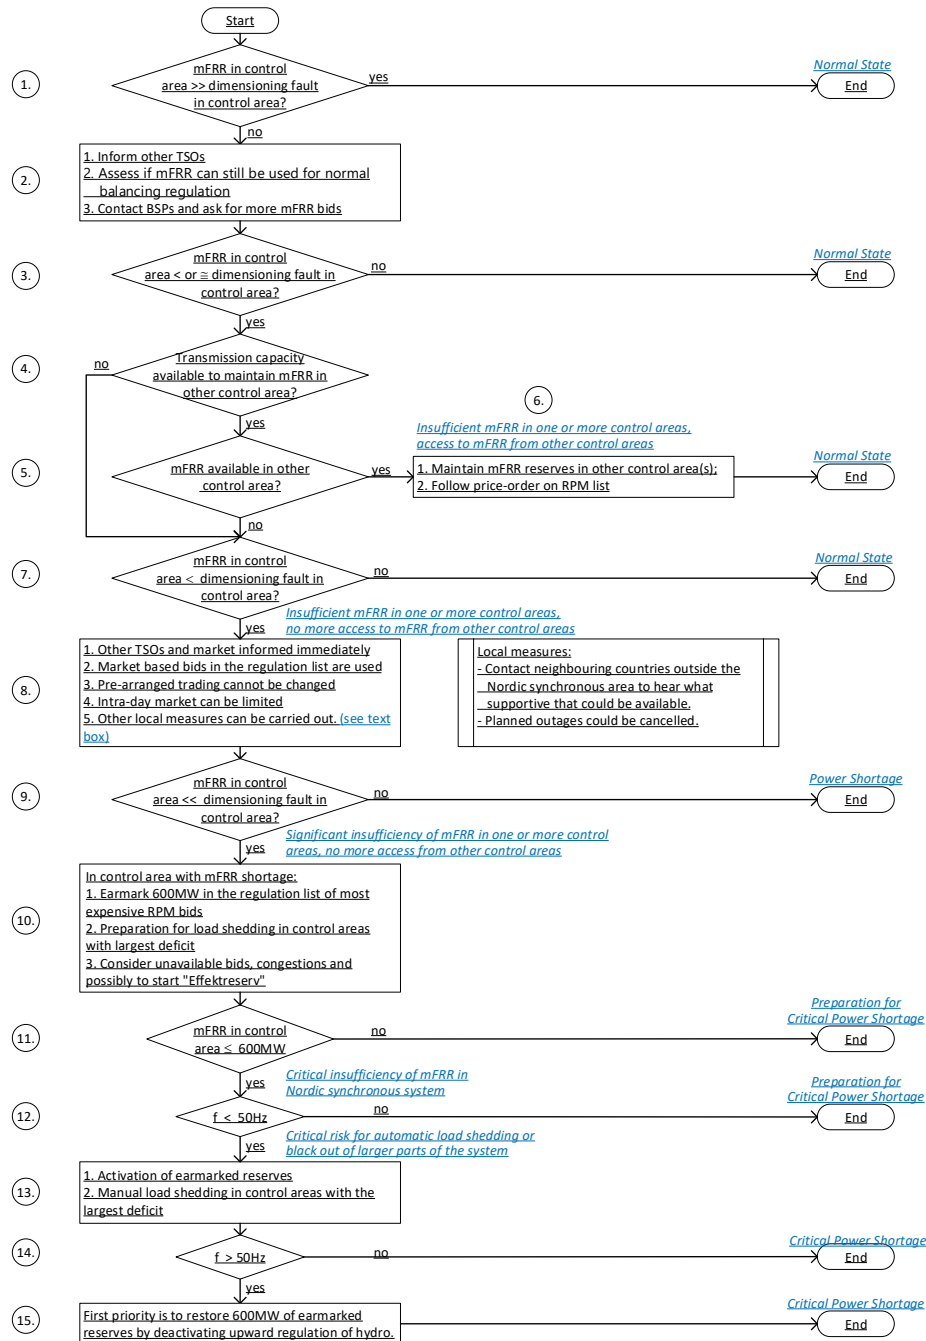 Start
1.
mFRR in control
area >> dimensioning fault
in control area?
yes
Normal State
End
no
2.
1. Inform other TSOs
2. Assess if mFRR can still be used for normal
balancing regulation
3. Contact BSPs and ask for more mFRR bids
3.
mFRR in control
area < or ≅ dimensioning fault in
control area?
no
Normal State
End
yes
4.
no
Transmission capacity
available to maintain mFRR in
other control area?
yes
6.
Insufficient mFRR in one or more control areas,
access to mFRR from other control areas
5.
mFRR available in other
control area?
yes
1. Maintain mFRR reserves in other control area(s);
2. Follow price-order on RPM list
Normal State
End
no
7.
mFRR in control
area < dimensioning fault in
control area?
no
Normal State
End
yes
Insufficient mFRR in one or more control areas,
no more access to mFRR from other control areas
8.
1. Other TSOs and market informed immediately
2. Market based bids in the regulation list are used
3. Pre-arranged trading cannot be changed
4. Intra-day market can be limited
5. Other local measures can be carried out. (see text
box)
Local measures:
- Contact neighbouring countries outside the
Nordic synchronous area to hear what
supportive that could be available.
- Planned outages could be cancelled.
9.
mFRR in control
area << dimensioning fault in
control area?
no
Power Shortage
End
yes
Significant insufficiency of mFRR in one or more control
areas, no more access from other control areas
10.
In control area with mFRR shortage:
1. Earmark 600MW in the regulation list of most
expensive RPM bids
2. Preparation for load shedding in control areas
with largest deficit
3. Consider unavailable bids, congestions and
possibly to start "Effektreserv"
11.
mFRR in control
area ≤ 600MW
no
Preparation for
Critical Power Shortage
End
yes
Critical insufficiency of mFRR in
Nordic synchronous system
12.
f < 50Hz
no
Preparation for
Critical Power Shortage
End
yes
Critical risk for automatic load shedding or
black out of larger parts of the system
13.
1. Activation of earmarked reserves
2. Manual load shedding in control areas with the
largest deficit
14.
f > 50Hz
no
Critical Power Shortage
End
yes
15.
First priority is to restore 600MW of earmarked
reserves by deactivating upward regulation of hydro.
Critical Power Shortage
End